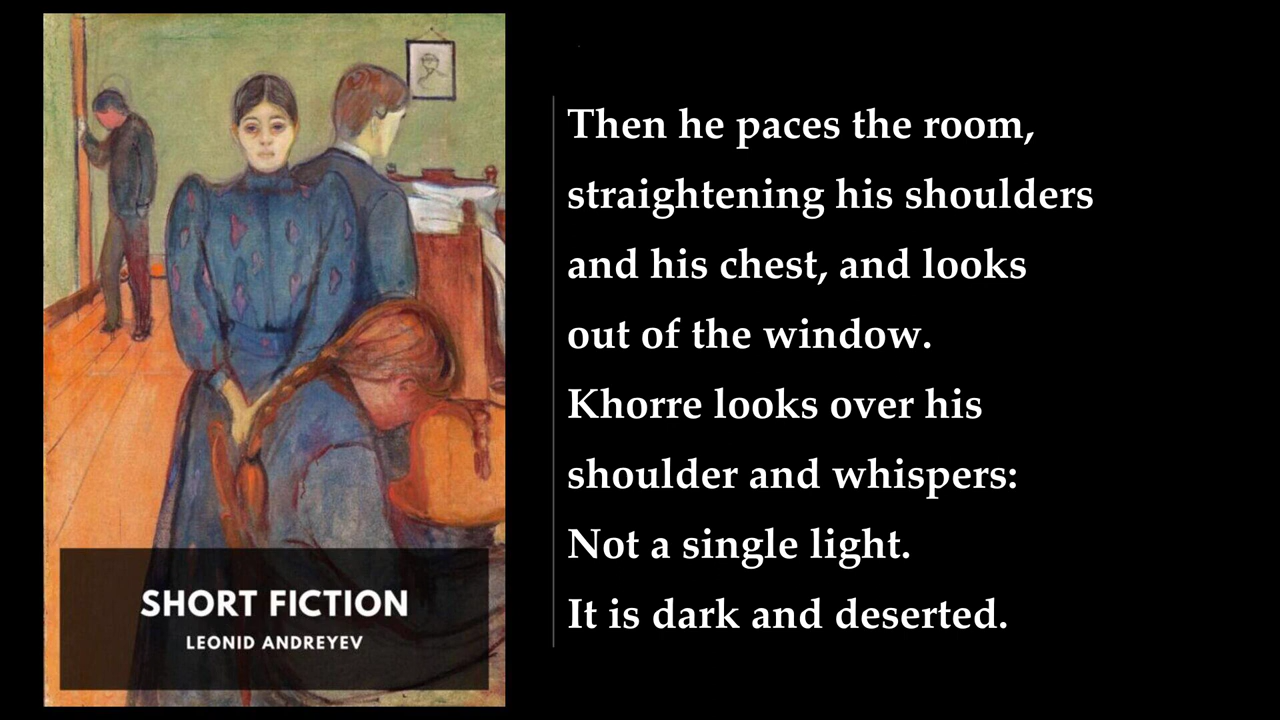 SHORT FICTION
LEONID ANDREYEV
Then he paces the room,
straightening his shoulders
and his chest, and looks
out of the window.
Khorre looks over his
shoulder and whispers:
Not a single light.
It is dark and deserted.